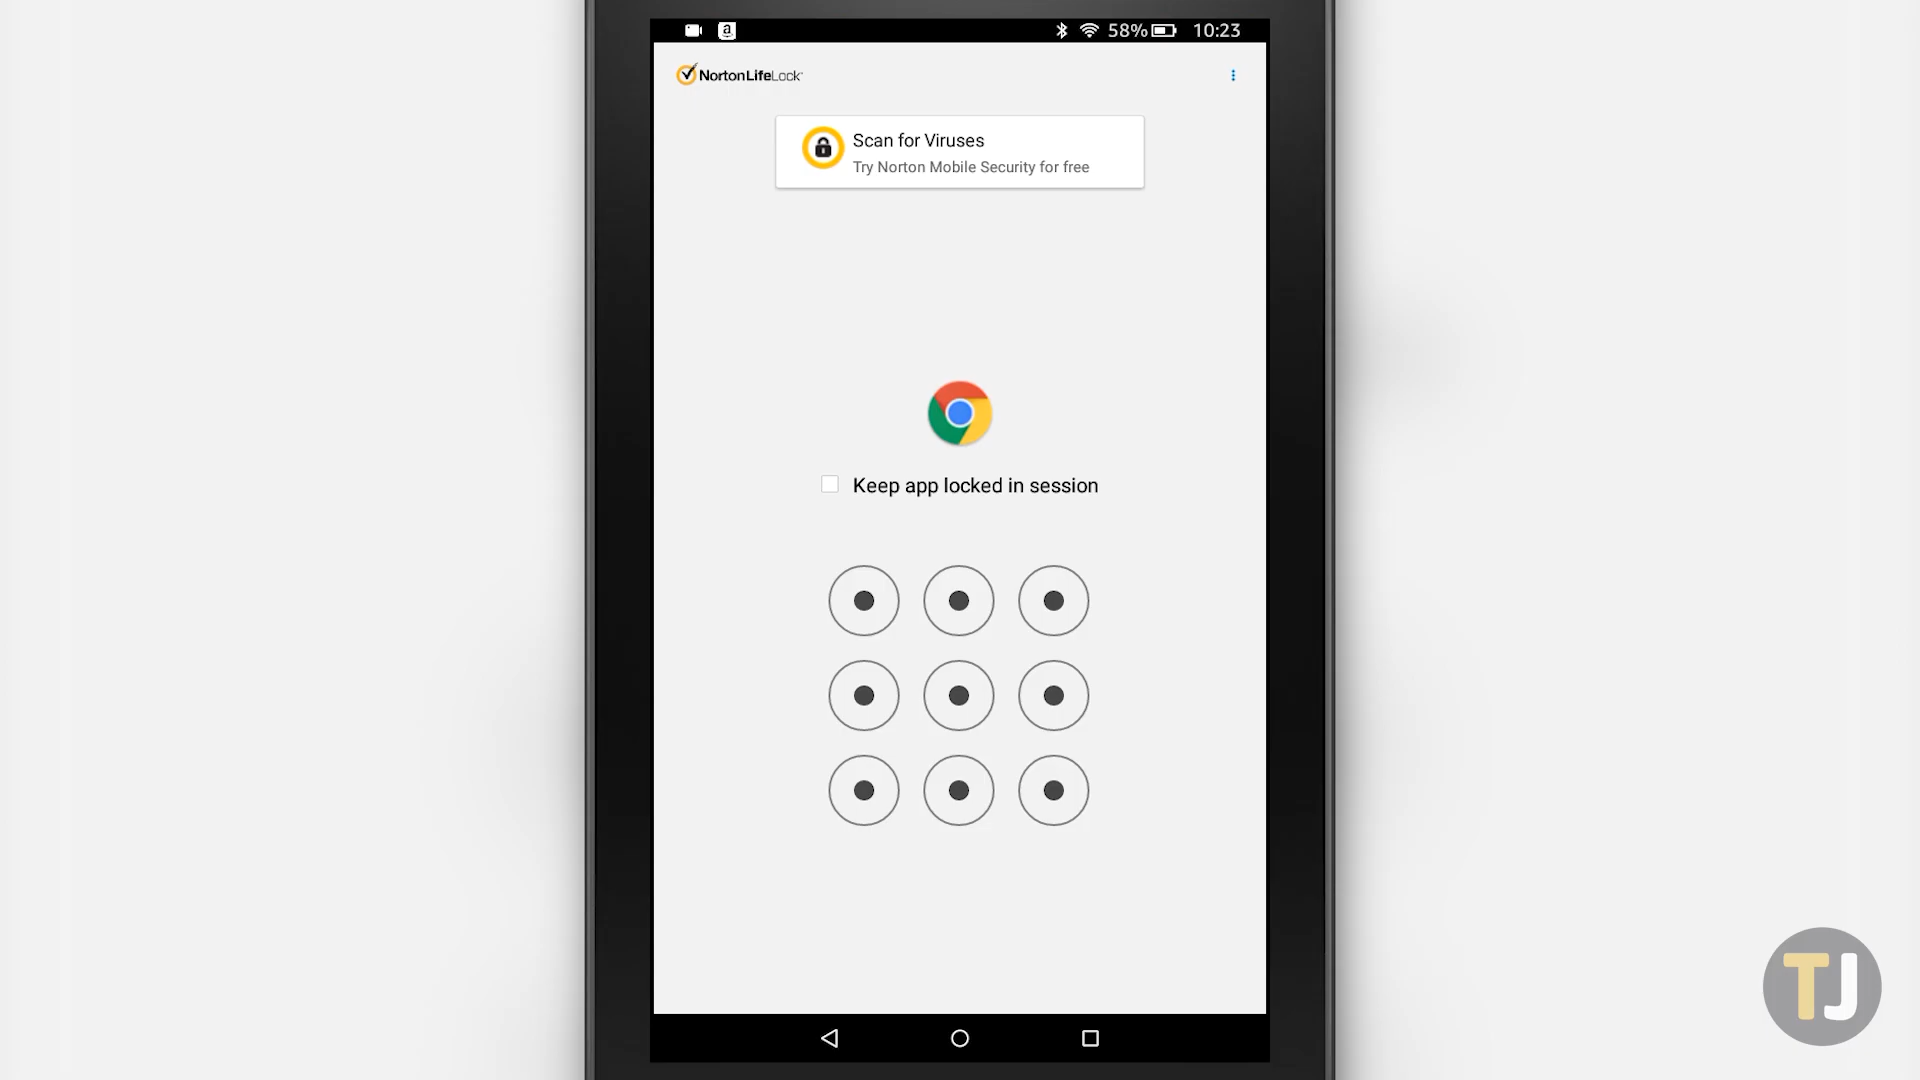 a 58% 10:23
NortonLifeLock
Scan for Viruses
Try Norton Mobile Security for free
Keep app locked in session
TJ